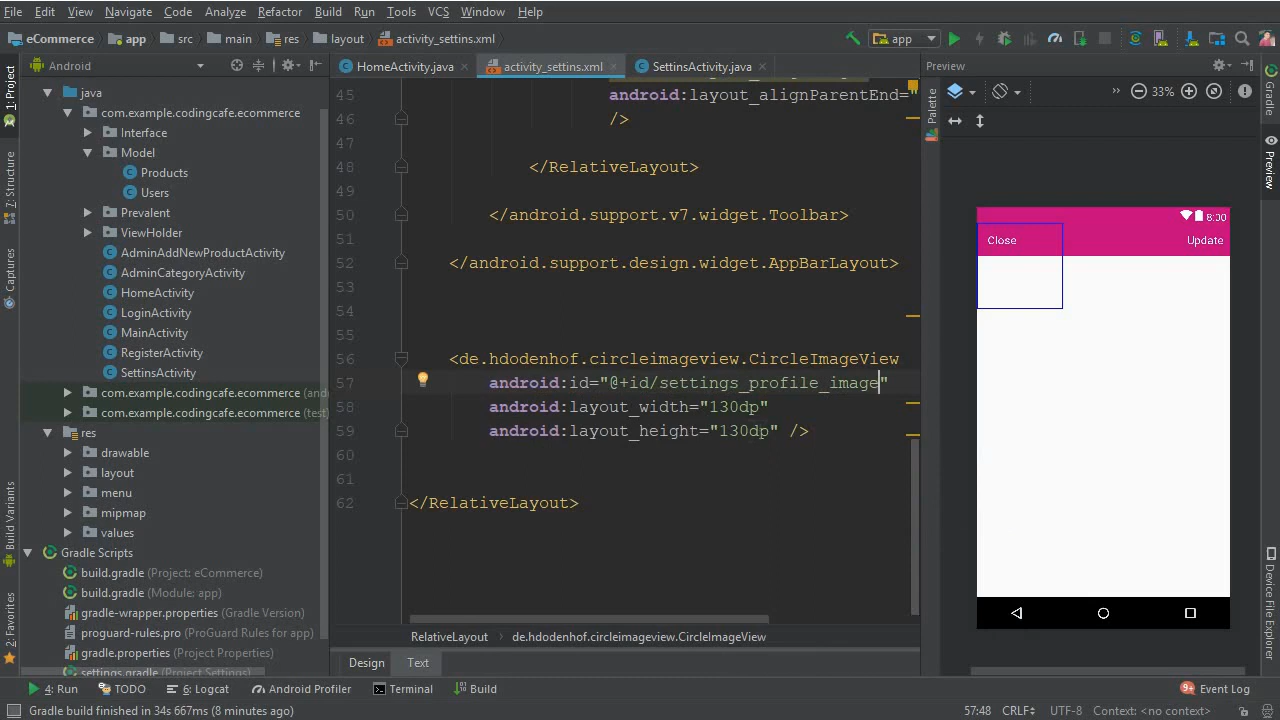 File Edit View Navigate Code Analyze Refactor Build Run Tools VCS Window Help
eCommerce app src main res layout activity_settins.xml app
1: Project
Android
HomeActivity.java activity_settins.xml SettinsActivity.java
Preview
Gradle
java
com.example.codingcafe.ecommerce
Interface
Model
Products
Users
Prevalent
ViewHolder
AdminAddNewProductActivity
AdminCategoryActivity
HomeActivity
LoginActivity
MainActivity
RegisterActivity
SettinsActivity
com.example.codingcafe.ecommerce (and
com.example.codingcafe.ecommerce (test)
res
drawable
layout
menu
mipmap
values
Gradle Scripts
build.gradle (Project: eCommerce)
build.gradle (Module: app)
gradle-wrapper.properties (Gradle Version)
proguard-rules.pro (ProGuard Rules for app)
gradle.properties (Project Properties)
settings.gradle (Project Settings)
7: Structure
Captures
Build Variants
2: Favorites
45 android:layout_alignParentEnd="
46 />
47
48 </RelativeLayout>
49
50 </android.support.v7.widget.Toolbar>
51
52 </android.support.design.widget.AppBarLayout>
53
54
55
56 <de.hdodenhof.circleimageview.CircleImageView
57 android:id="@+id/settings_profile_image"
58 android:layout_width="130dp"
59 android:layout_height="130dp" />
60
61
62 </RelativeLayout>
RelativeLayout de.hdodenhof.circleimageview.CircleImageView
Design Text
Palette
33%
8:00
Close Update
Preview
Device File Explorer
4: Run TODO 6: Logcat Android Profiler Terminal Build 9+ Event Log
Gradle build finished in 34s 667ms (8 minutes ago) 57:48 CRLF UTF-8 Context: <no context>